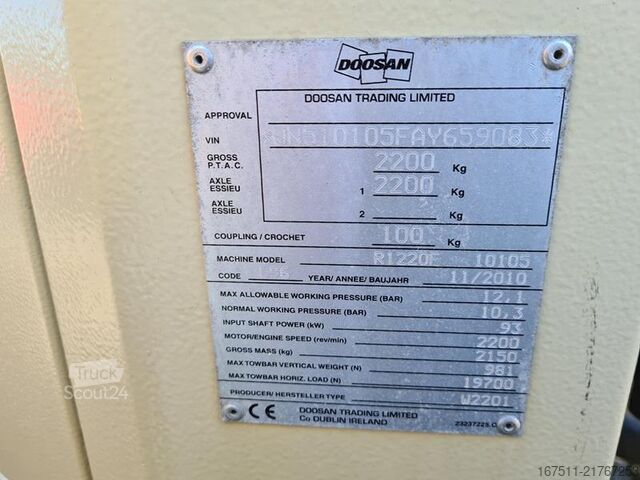 DOOSAN
DOOSAN TRADING LIMITED
APPROVAL
VIN 510105FAY659083*
GROSS P.T.A.C. 2200 Kg
AXLE ESSIEU 1 2200 Kg
AXLE ESSIEU 2 Kg
COUPLING / CROCHET 100 Kg
MACHINE MODEL R1220F 10105
CODE YEAR/ ANNEE/ BAUJAHR 11/2010
MAX ALLOWABLE WORKING PRESSURE (BAR) 12,1
NORMAL WORKING PRESSURE (BAR) 10,3
INPUT SHAFT POWER (kW) 93
MOTOR/ENGINE SPEED (rev/min) 2200
GROSS MASS (kg) 2150
MAX TOWBAR VERTICAL WEIGHT (N) 981
MAX TOWBAR HORIZ. LOAD (N) 19700
PRODUCER/ HERSTELLER TYPE W2201
CE DOOSAN TRADING LIMITED
Co DUBLIN IRELAND
Truck
Scout24